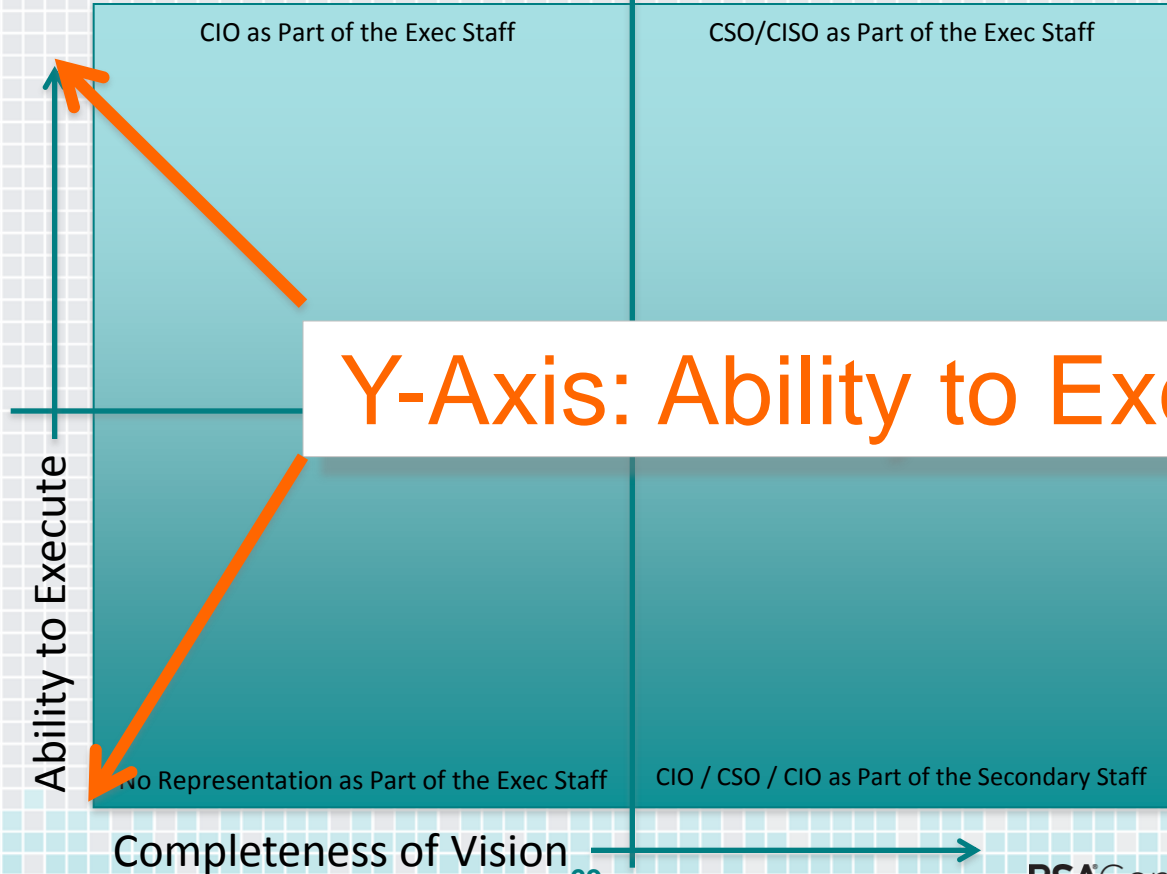 CIO as Part of the Exec Staff
CSO/CISO as Part of the Exec Staff
Y-Axis: Ability to
Ability to Execute
Representation as Part of the Exec Staff
CIO / CSO / CIO as Part of the Secondary Staff
Completeness of Vision